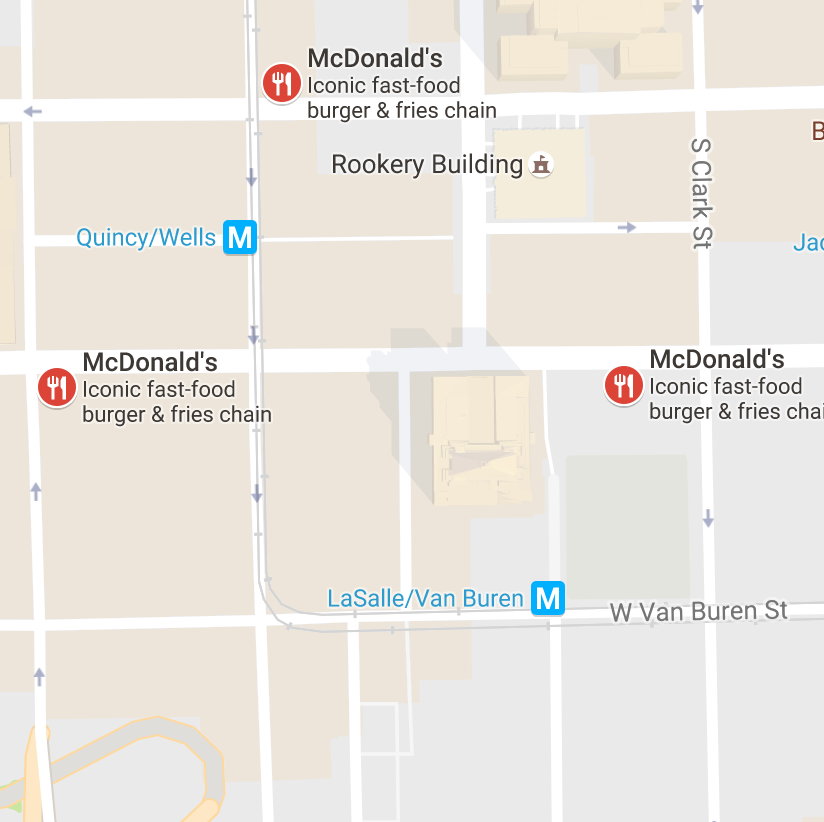 McDonald's
Iconic fast-food
burger & fries chain
B
Rookery Building
S Clark St
Quincy/Wells
M
Jac
McDonald's
Iconic fast-food
burger & fries chain
McDonald's
Iconic fast-food
burger & fries chai
LaSalle/Van Buren
M
W Van Buren St